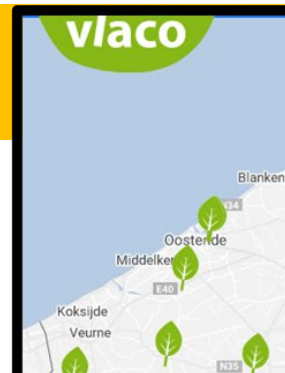 vlaco
Blanken
N34
Oostende
Middelker
E40
Koksijde
Veurne
N35